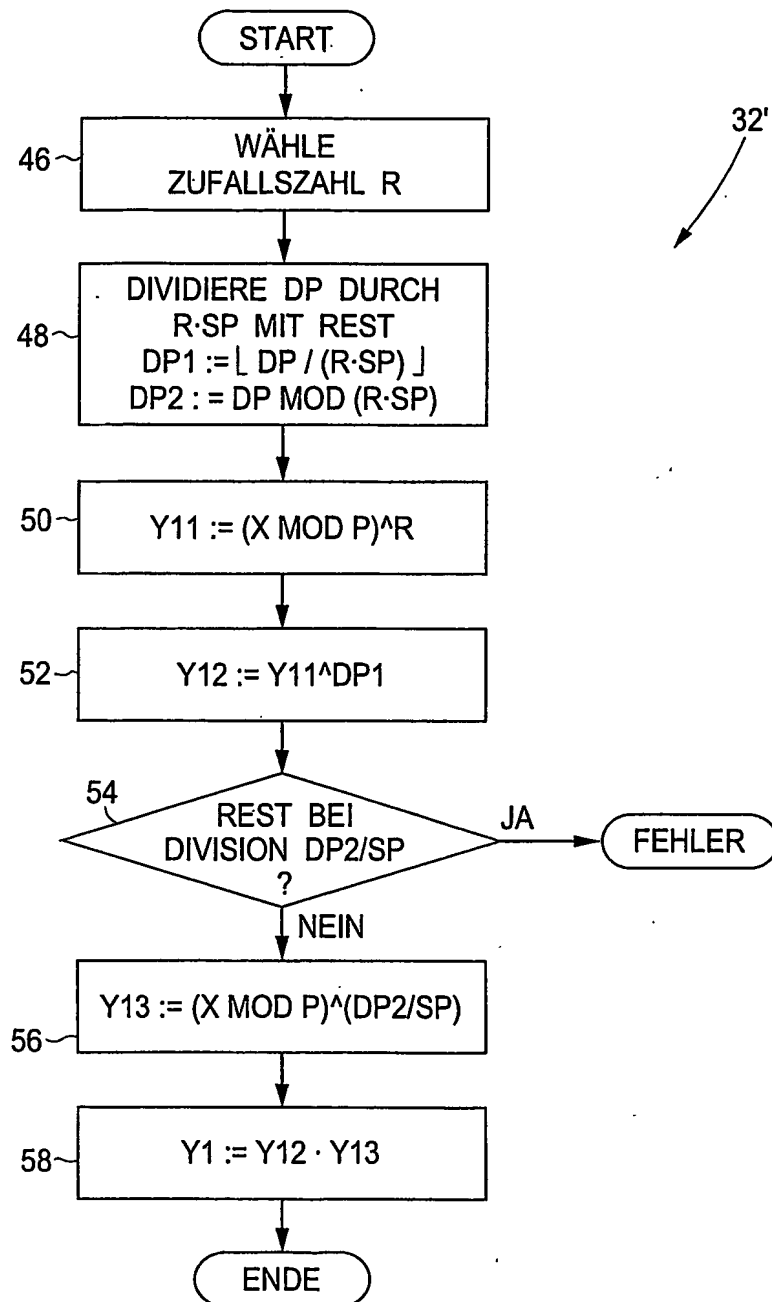 START
32'
46
WÄHLE
ZUFALLSZAHL R
48
DIVIDIERE DP DURCH
R·SP MIT REST
DP1 := ⌊ DP / (R·SP) ⌋
DP2 : = DP MOD (R·SP)
50
Y11 := (X MOD P)^R
52
Y12 := Y11^DP1
54
REST BEI
DIVISION DP2/SP
?
JA
FEHLER
NEIN
56
Y13 := (X MOD P)^(DP2/SP)
58
Y1 := Y12 · Y13
ENDE